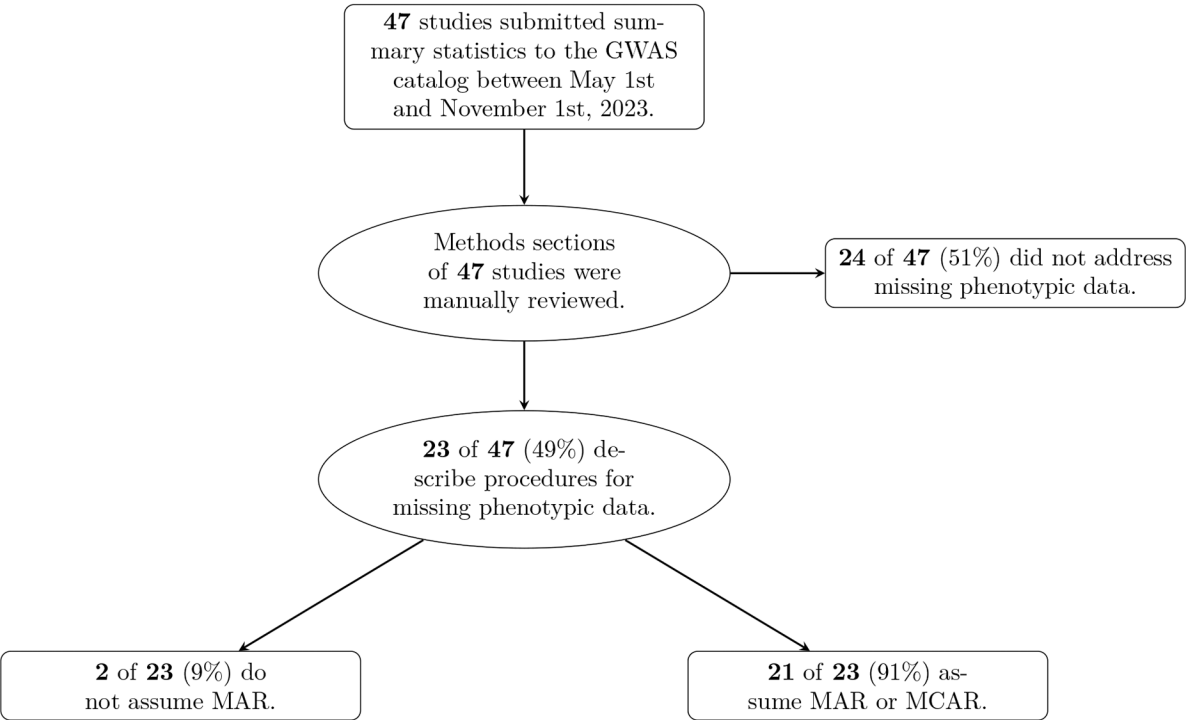 47 studies submitted sum-
mary statistics to the GWAS
catalog between May 1st
and November 1st, 2023.
Methods sections
of 47 studies were
manually reviewed.
24 of 47 (51%) did not address
missing phenotypic data.
23 of 47 (49%) de-
scribe procedures for
missing phenotypic data.
2 of 23 (9%) do
not assume MAR.
21 of 23 (91%) as-
sume MAR or MCAR.